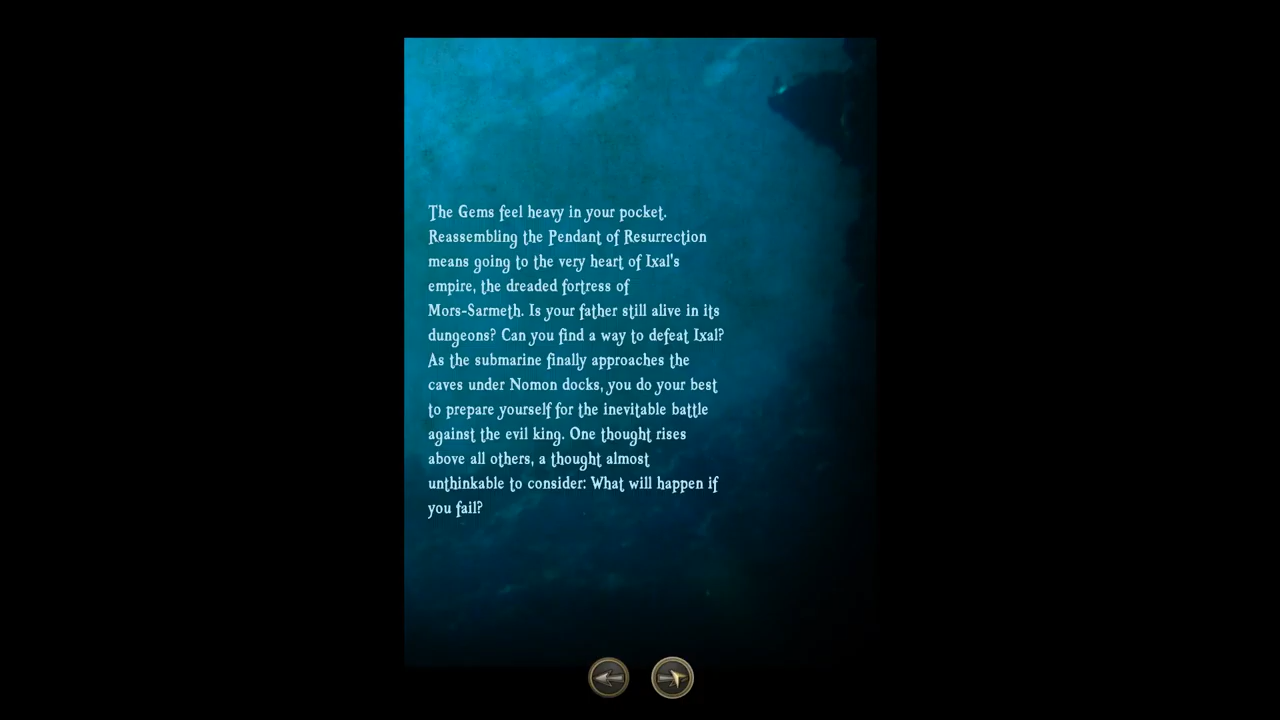 The Gems feel heavy in your pocket.
Reassembling the Pendant of Resurrection
means going to the very heart of Ixal's
empire, the dreaded fortress of
Mors-Sarmeth. Is your father still alive in its
dungeons? Can you find a way to defeat Ixal?
As the submarine finally approaches the
caves under Nomon docks, you do your best
to prepare yourself for the inevitable battle
against the evil king. One thought rises
above all others, a thought almost
unthinkable to consider: What will happen if
you fail?